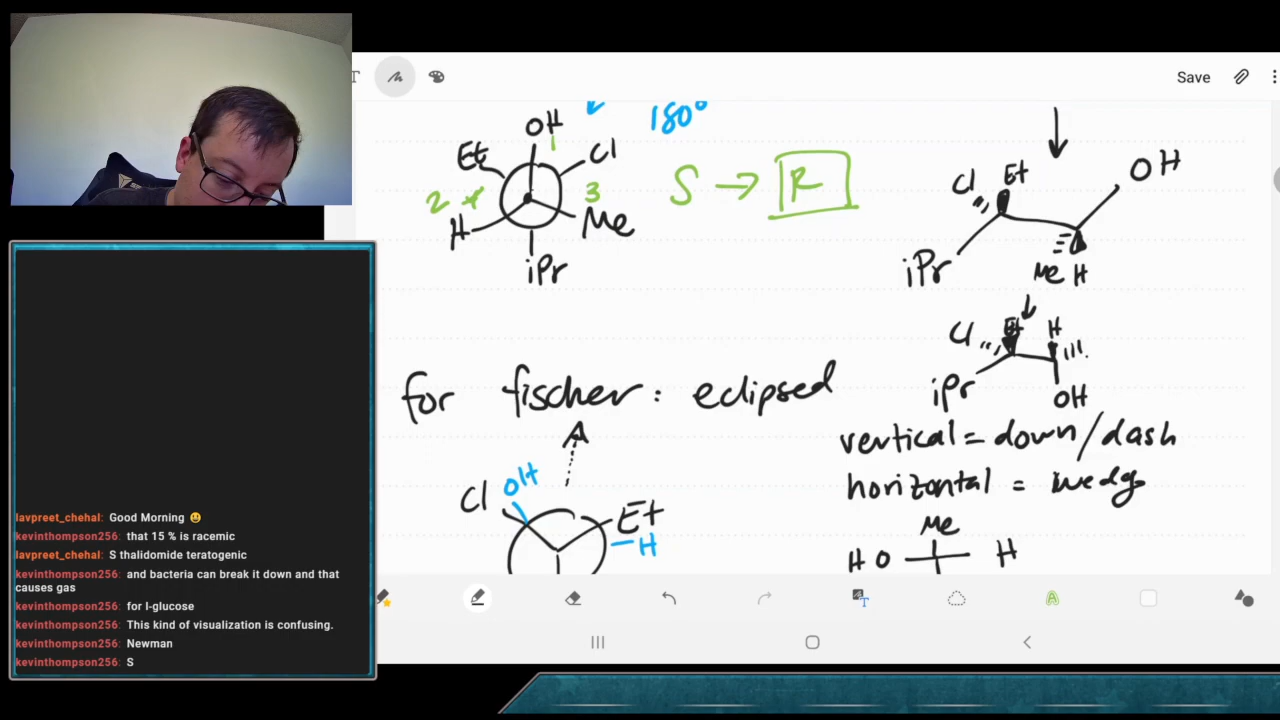 T
Save
180°
OH
1
Et
Cl
2
3
H
Me
iPr
S → R
Cl Et
OH
iPr
Me H
Cl Et H
iPr
OH
for fischer: eclipsed
vertical = down/dash
horizontal = wedge
A
Cl OH
Et
H
Me
HO H
lavpreet_chehal: Good Morning 😃
kevinthompson256: that 15 % is racemic
lavpreet_chehal: S thalidomide teratogenic
kevinthompson256: and bacteria can break it down and that
causes gas
kevinthompson256: for l-glucose
kevinthompson256: This kind of visualization is confusing.
kevinthompson256: Newman
kevinthompson256: S